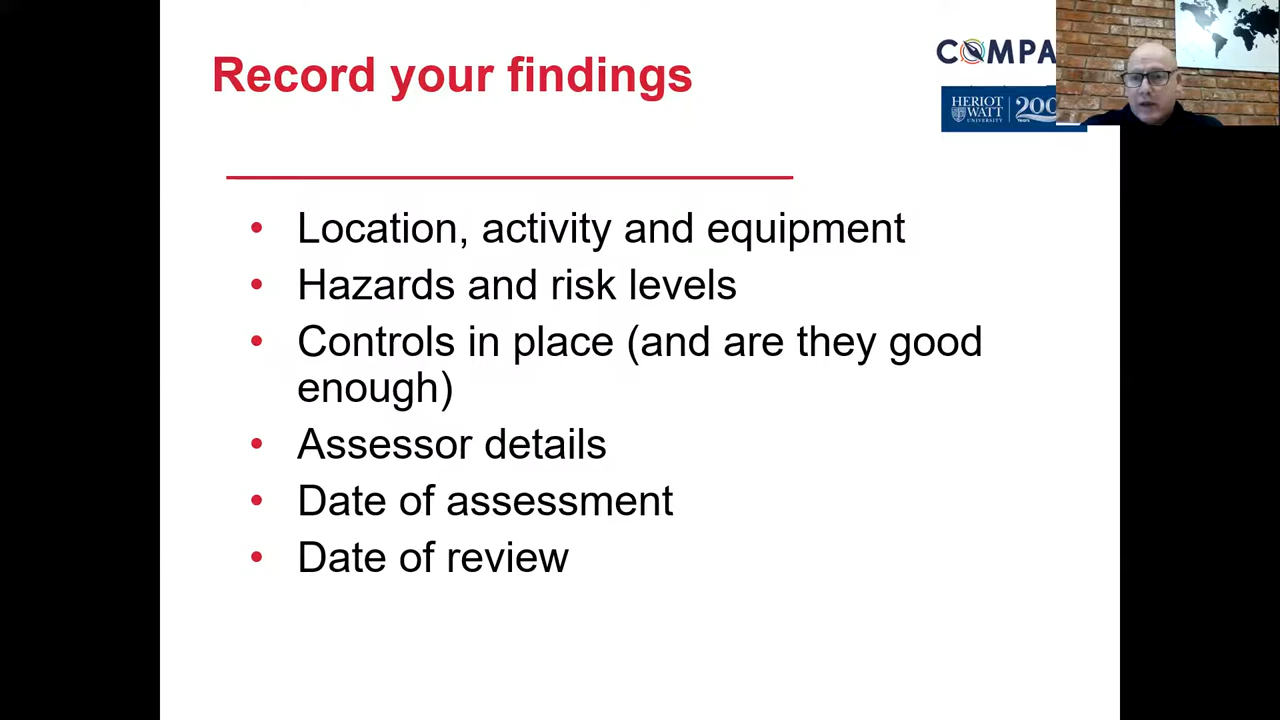 Record your findings
HERIOT
WATT
UNIVERSITY
Location, activity and equipment
Hazards and risk levels
Controls in place (and are they good
enough)
Assessor details
Date of assessment
Date of review